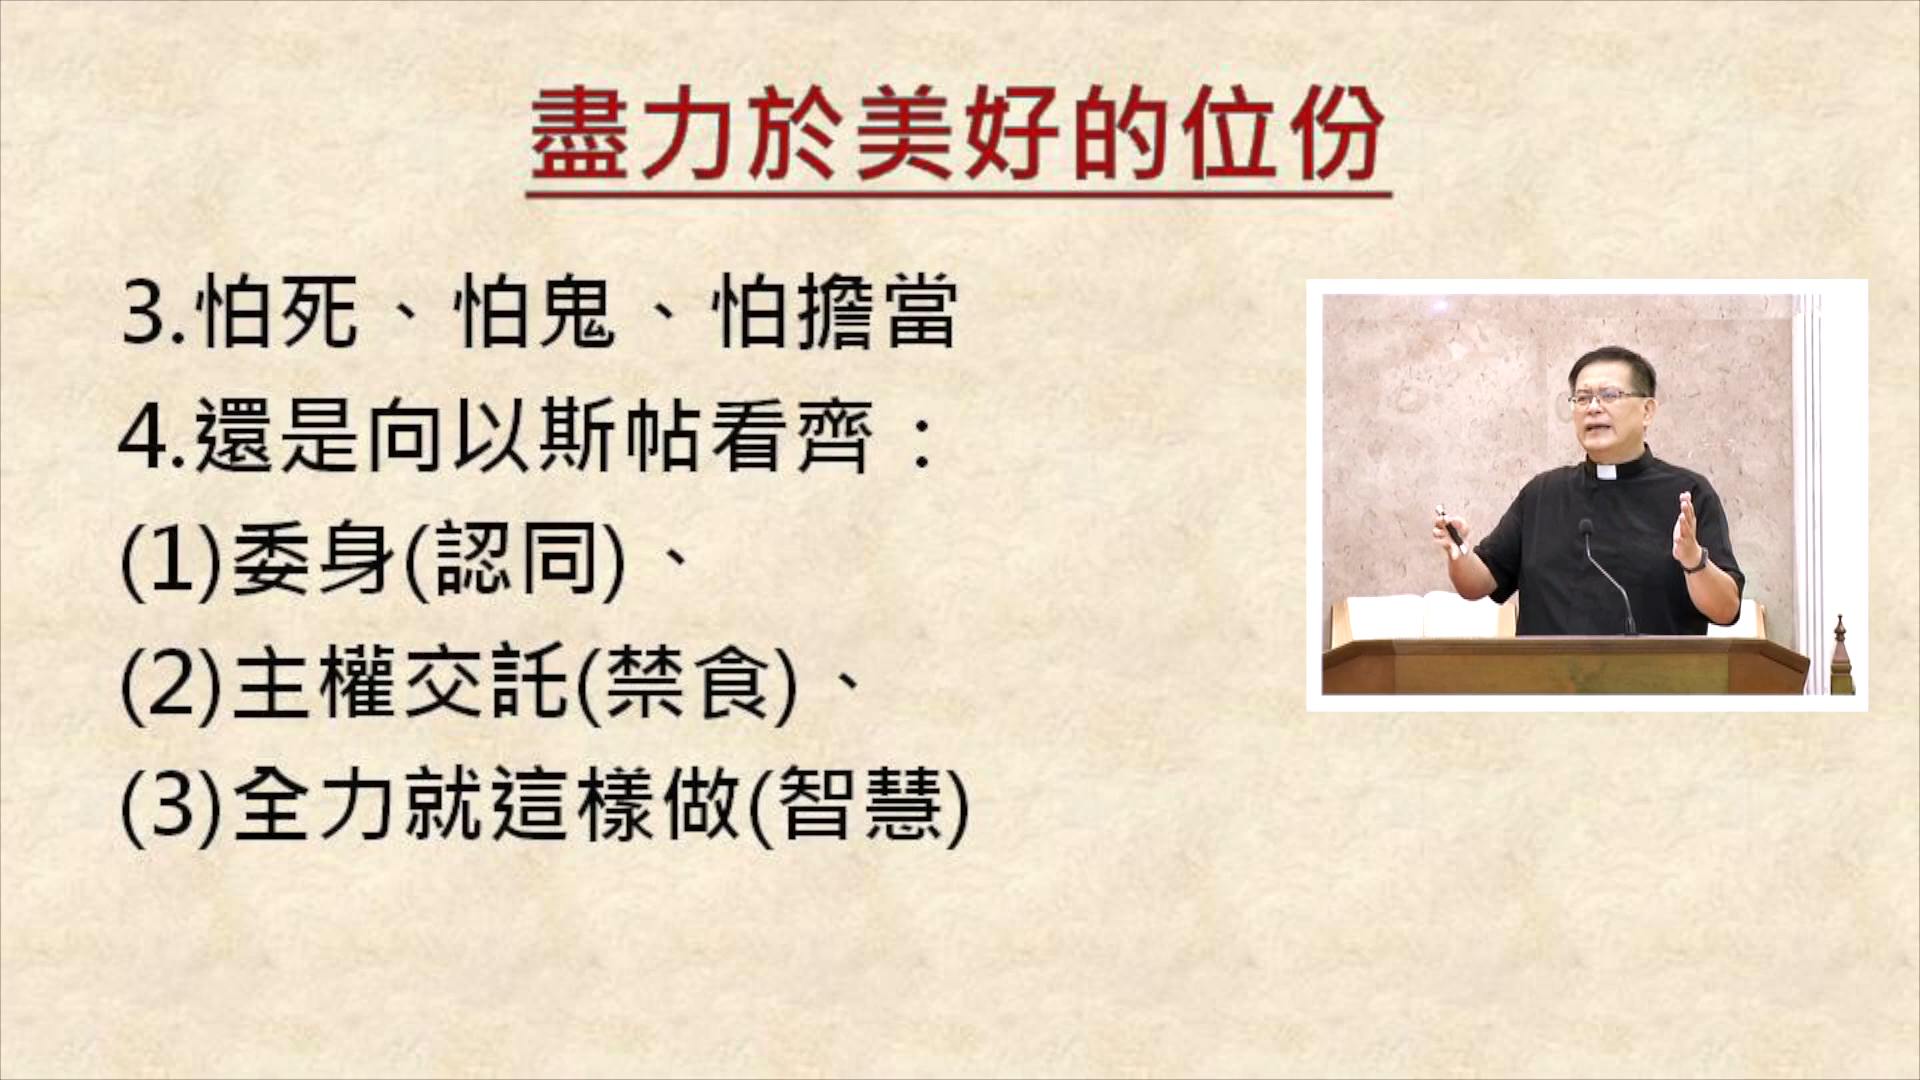 盡力於美好的位份
3.怕死、怕鬼、怕擔當
4.還是向以斯帖看齊：
(1)委身(認同)、
(2)主權交託(禁食)、
(3)全力就這樣做(智慧)